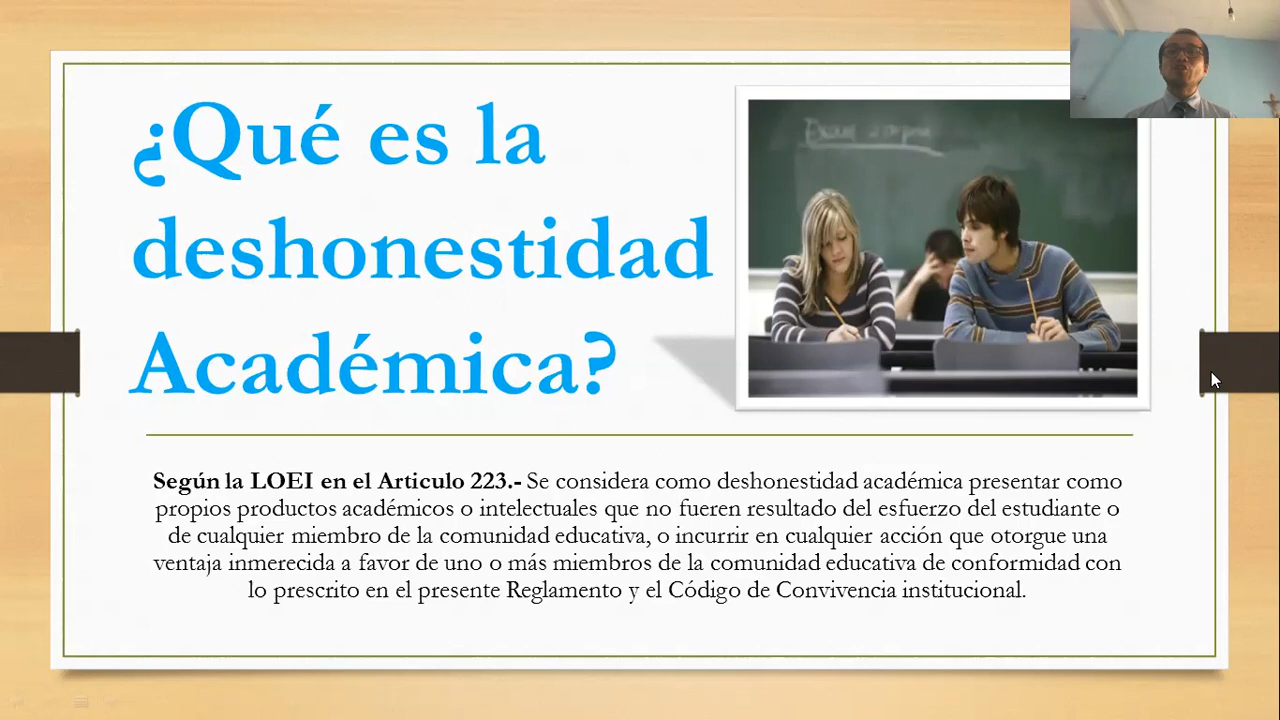 ¿Qué es la
deshonestidad
Académica?
Según la LOEI en el Articulo 223.- Se considera como deshonestidad académica presentar como
propios productos académicos o intelectuales que no fueren resultado del esfuerzo del estudiante o
de cualquier miembro de la comunidad educativa, o incurrir en cualquier acción que otorgue una
ventaja inmerecida a favor de uno o más miembros de la comunidad educativa de conformidad con
lo prescrito en el presente Reglamento y el Código de Convivencia institucional.